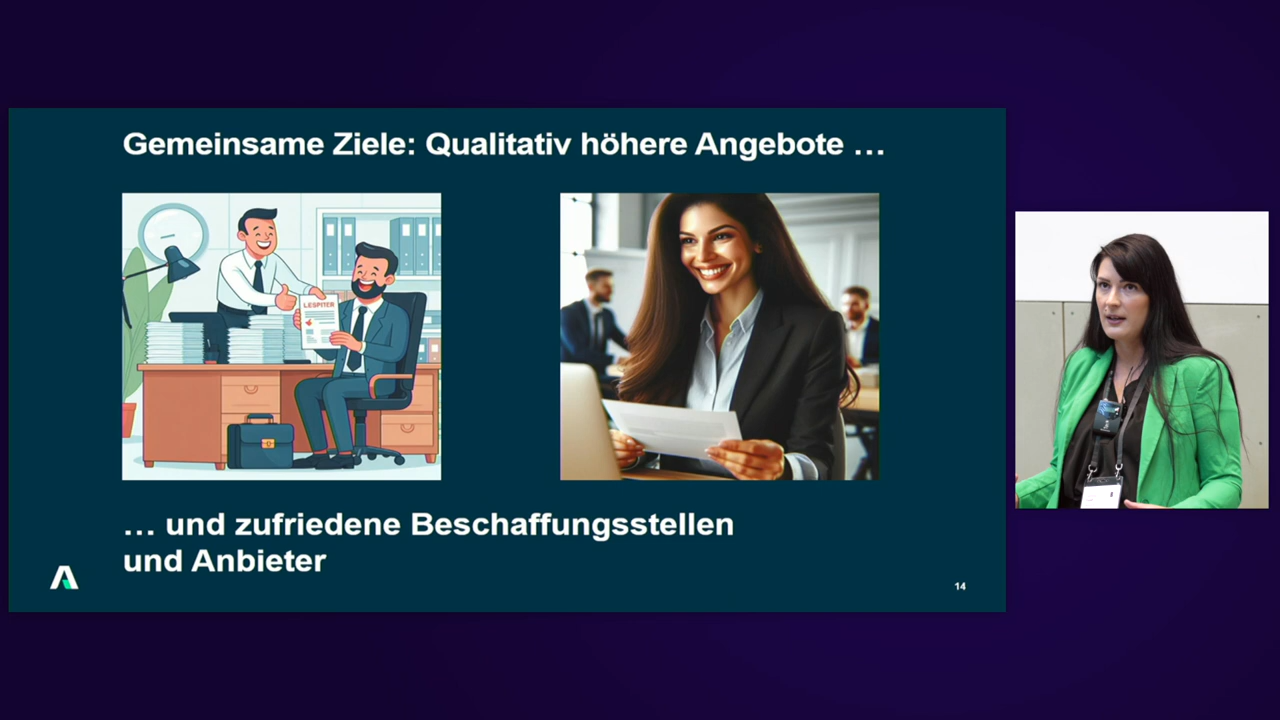 Gemeinsame Ziele: Qualitativ höhere Angebote …
LESPITER
… und zufriedene Beschaffungsstellen
und Anbieter
14